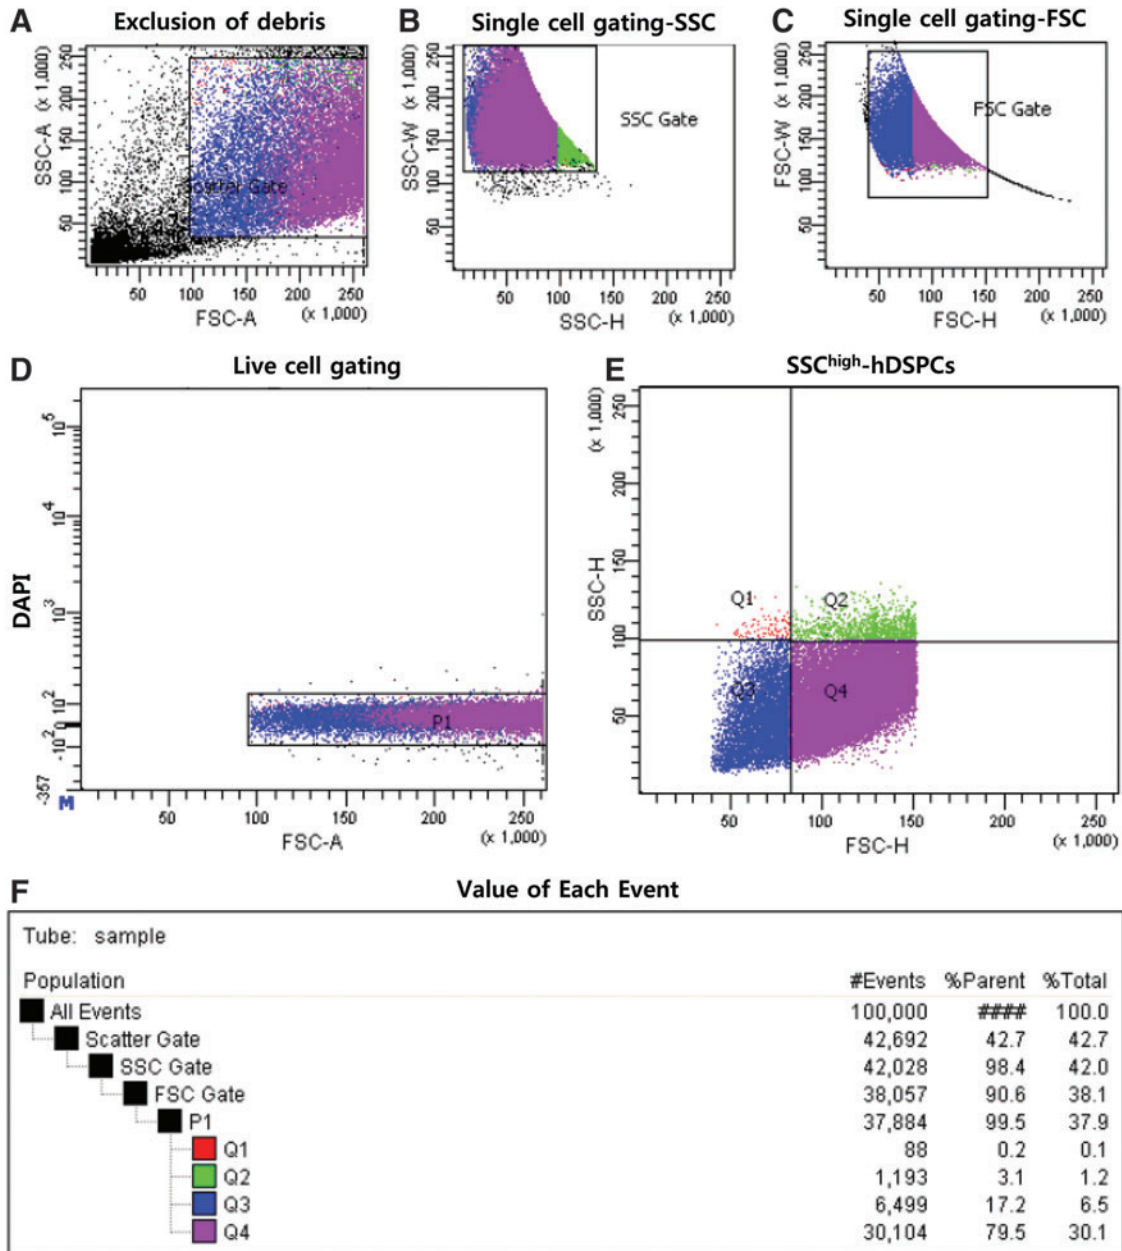 A Exclusion of debris
B Single cell gating-SSC
C Single cell gating-FSC
SSC-A (x 1,000)
50 100 150 200 250
Scatter Gate
50 100 150 200 250
FSC-A (x 1,000)
SSC-W (x 1,000)
50 100 150 200 250
SSC Gate
50 100 150 200 250
SSC-H (x 1,000)
FSC-W (x 1,000)
50 100 150 200 250
FSC Gate
50 100 150 200 250
FSC-H (x 1,000)
D Live cell gating
DAPI
-357 -10^2 0 10^2 10^3 10^4 10^5
P1
M
50 100 150 200 250
FSC-A (x 1,000)
E SSC^high-hDSPCs
SSC-H (x 1,000)
50 100 150 200 250
Q1 Q2
Q3 Q4
50 100 150 200 250
FSC-H (x 1,000)
F Value of Each Event
Tube: sample
Population #Events %Parent %Total
All Events 100,000 #### 100.0
Scatter Gate 42,692 42.7 42.7
SSC Gate 42,028 98.4 42.0
FSC Gate 38,057 90.6 38.1
P1 37,884 99.5 37.9
Q1 88 0.2 0.1
Q2 1,193 3.1 1.2
Q3 6,499 17.2 6.5
Q4 30,104 79.5 30.1